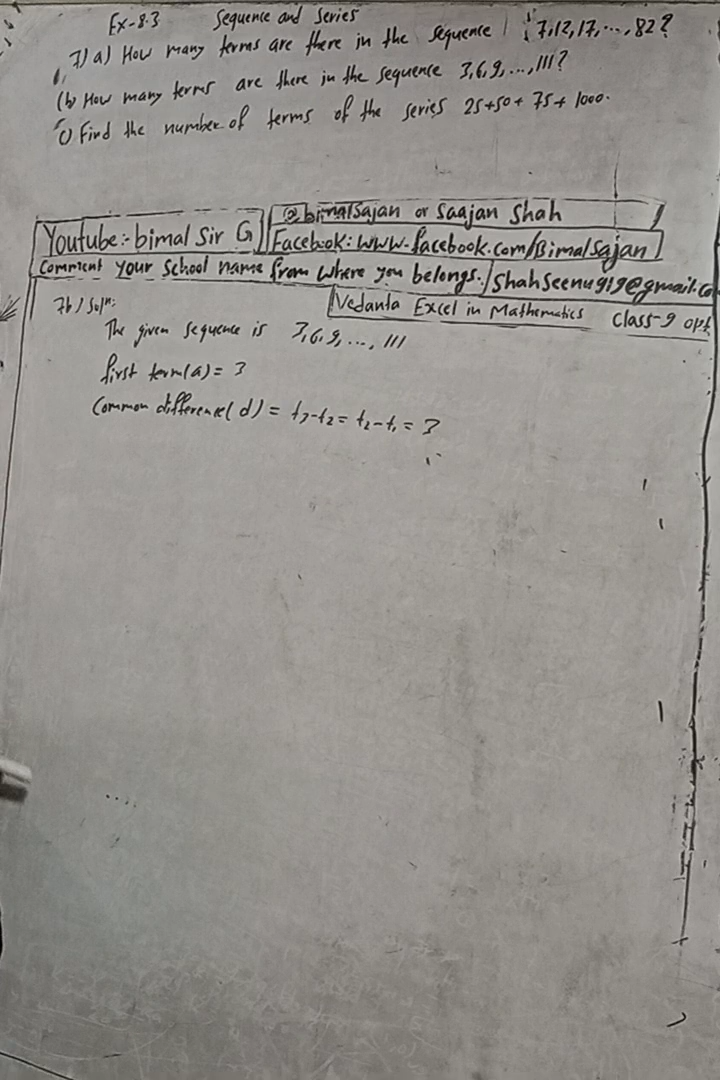 Ex-8.3 Sequence and Series
7) a) How many terms are there in the sequence 7,12,17,...,82?
(b) How many terms are there in the sequence 3,6,9,...,111?
c) Find the number of terms of the series 25+50+75+1000.
@bimalsajan or Saajan Shah
Youtube:-bimal Sir G
Facebook: www.facebook.com/Bimalsajan
Comment your School name from where you belongs./Shahseenu919@gmail.co
Vedanta Excel in Mathematics Class-9 opt
7b) Solⁿ:
The given sequence is 3,6,9,...,111
first term(a)= 3
Common difference(d) = t₃-t₂= t₂-t₁= 3